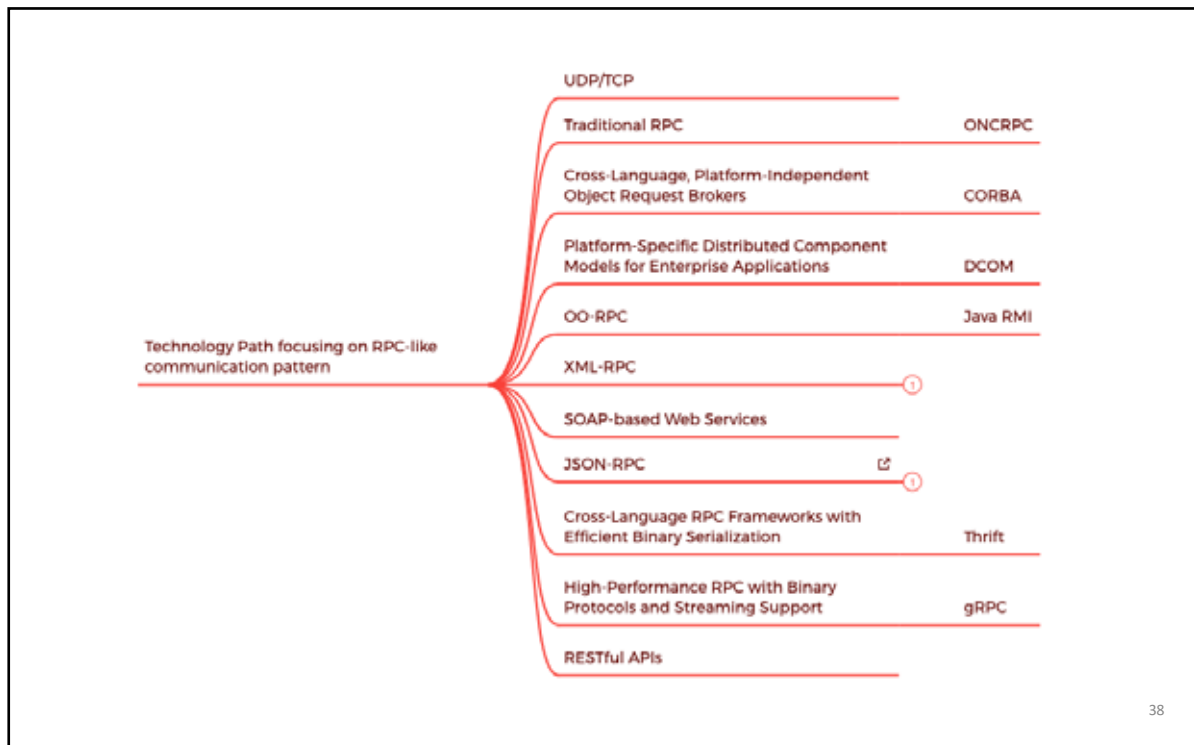 UDP/TCP
Traditional RPC
ONCRPC
Cross-Language, Platform-Independent
Object Request Brokers
CORBA
Platform-Specific Distributed Component
Models for Enterprise Applications
DCOM
OO-RPC
Java RMI
Technology Path focusing on RPC-like
communication pattern
XML-RPC
1
SOAP-based Web Services
JSON-RPC
1
Cross-Language RPC Frameworks with
Efficient Binary Serialization
Thrift
High-Performance RPC with Binary
Protocols and Streaming Support
gRPC
RESTful APIs
38